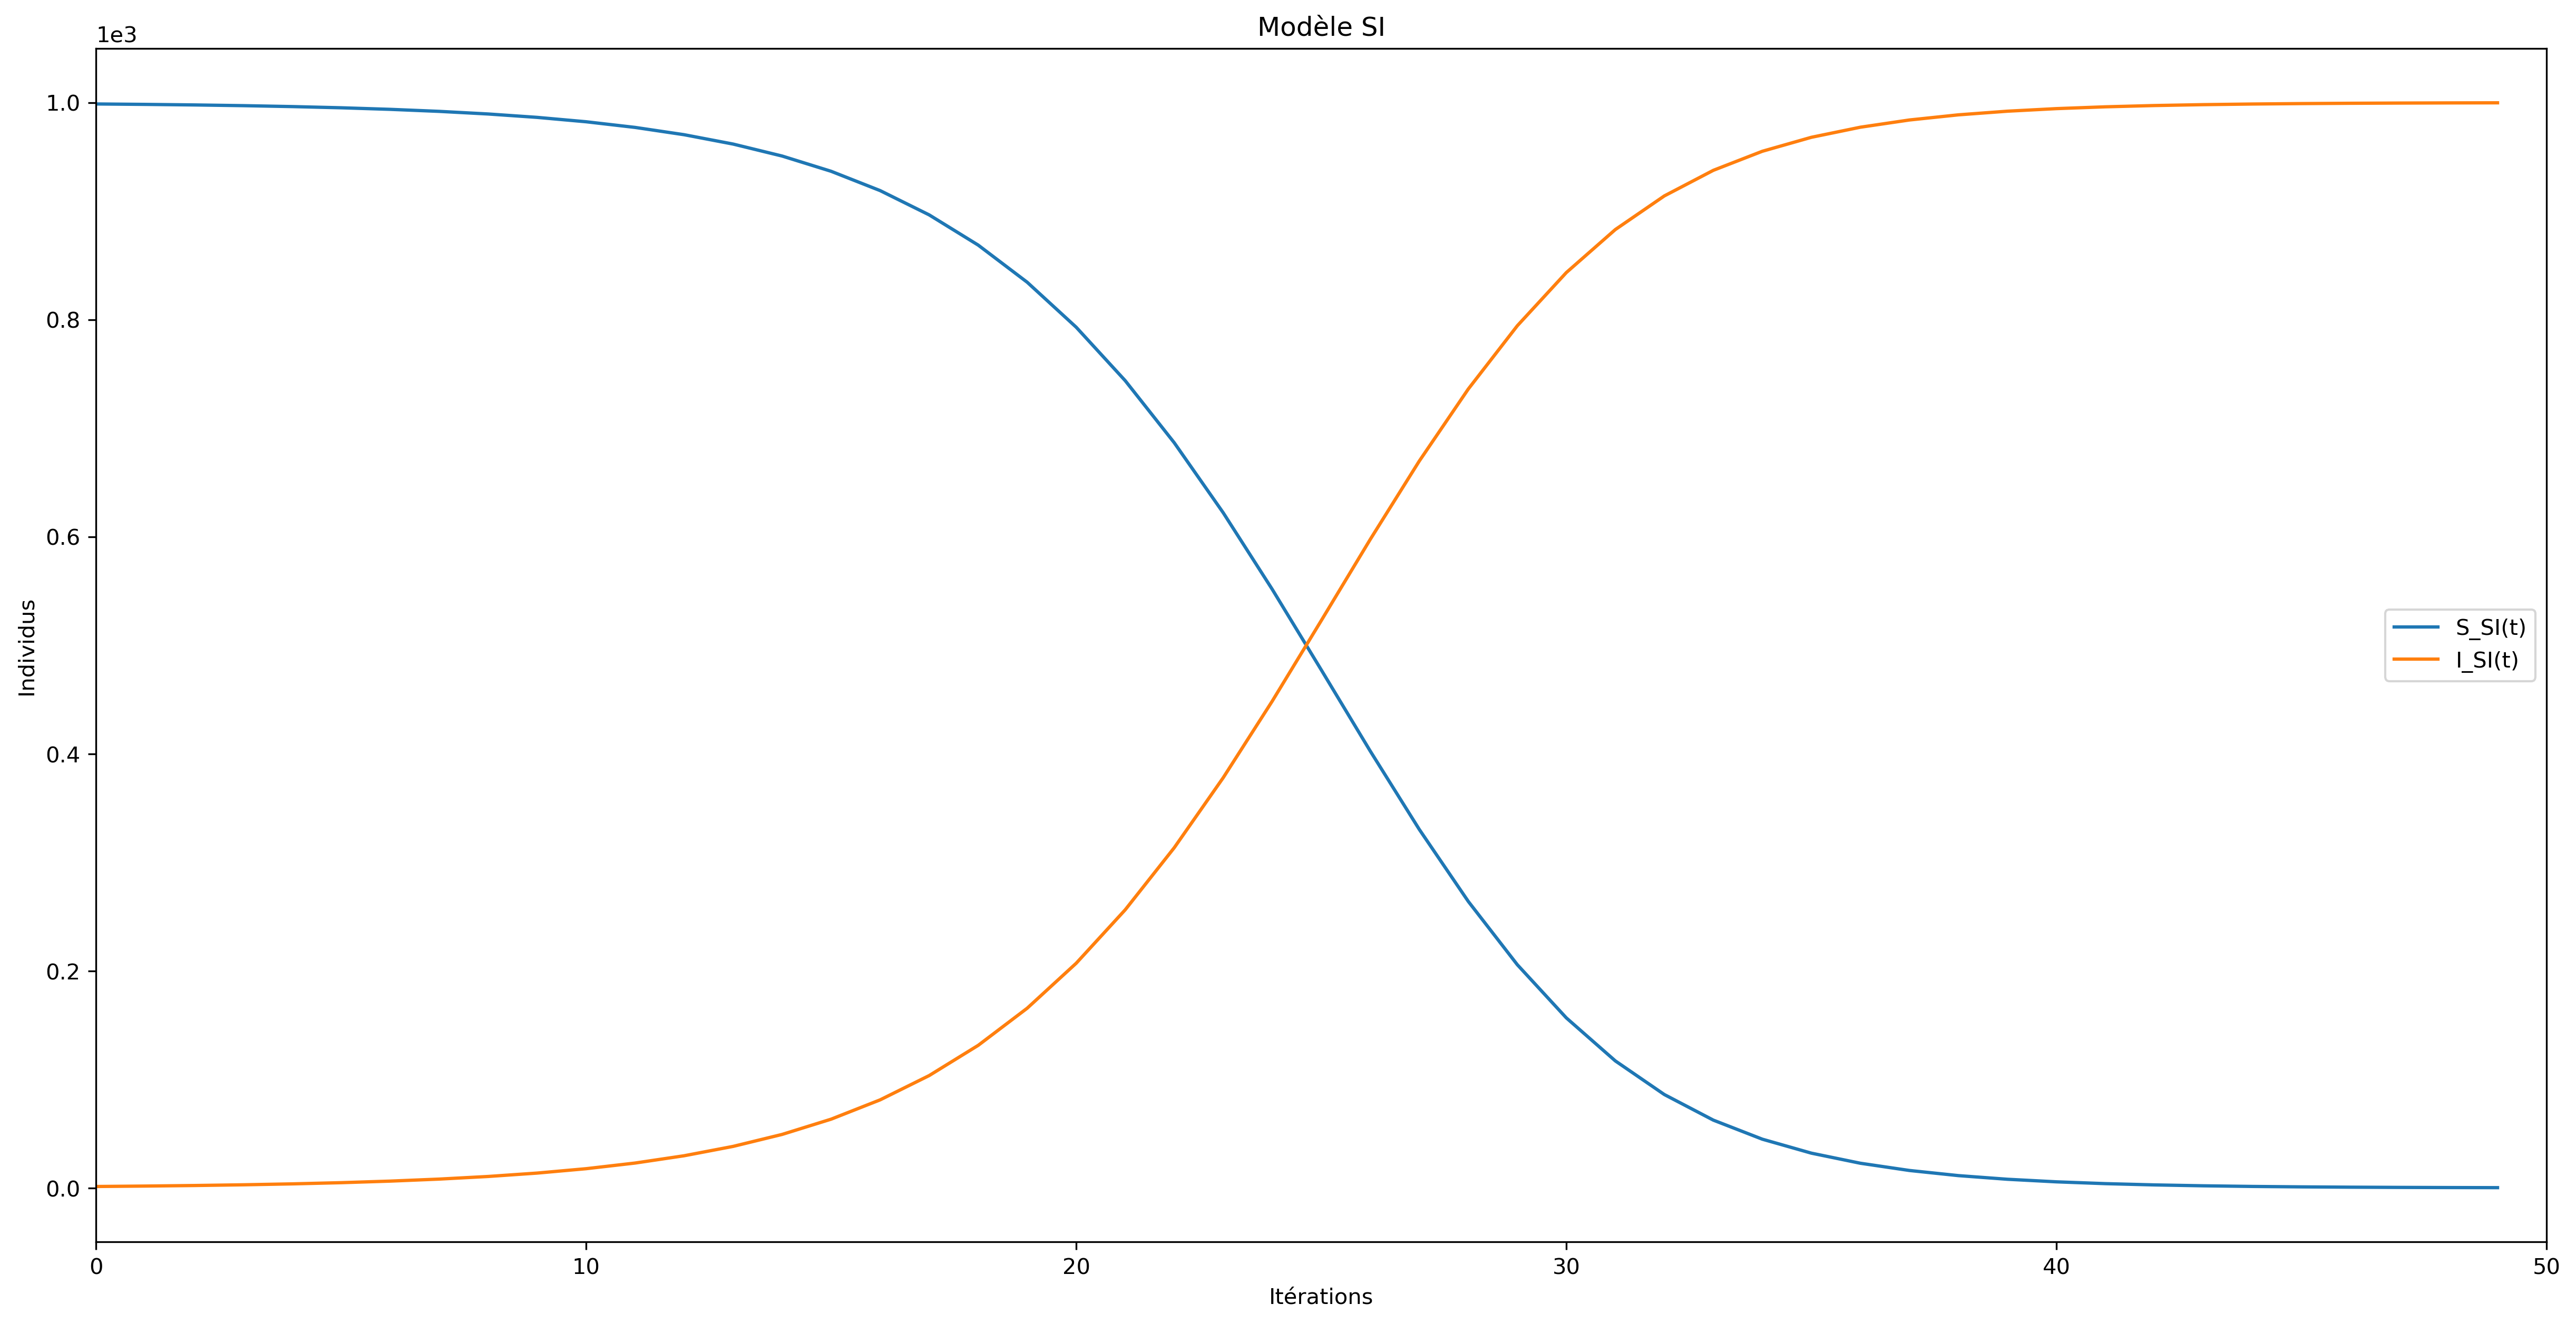 Modèle SI
1e3
1.0
0.8
0.6
0.4
0.2
0.0
Individus
S_SI(t)
I_SI(t)
0 10 20 30 40 50
Itérations